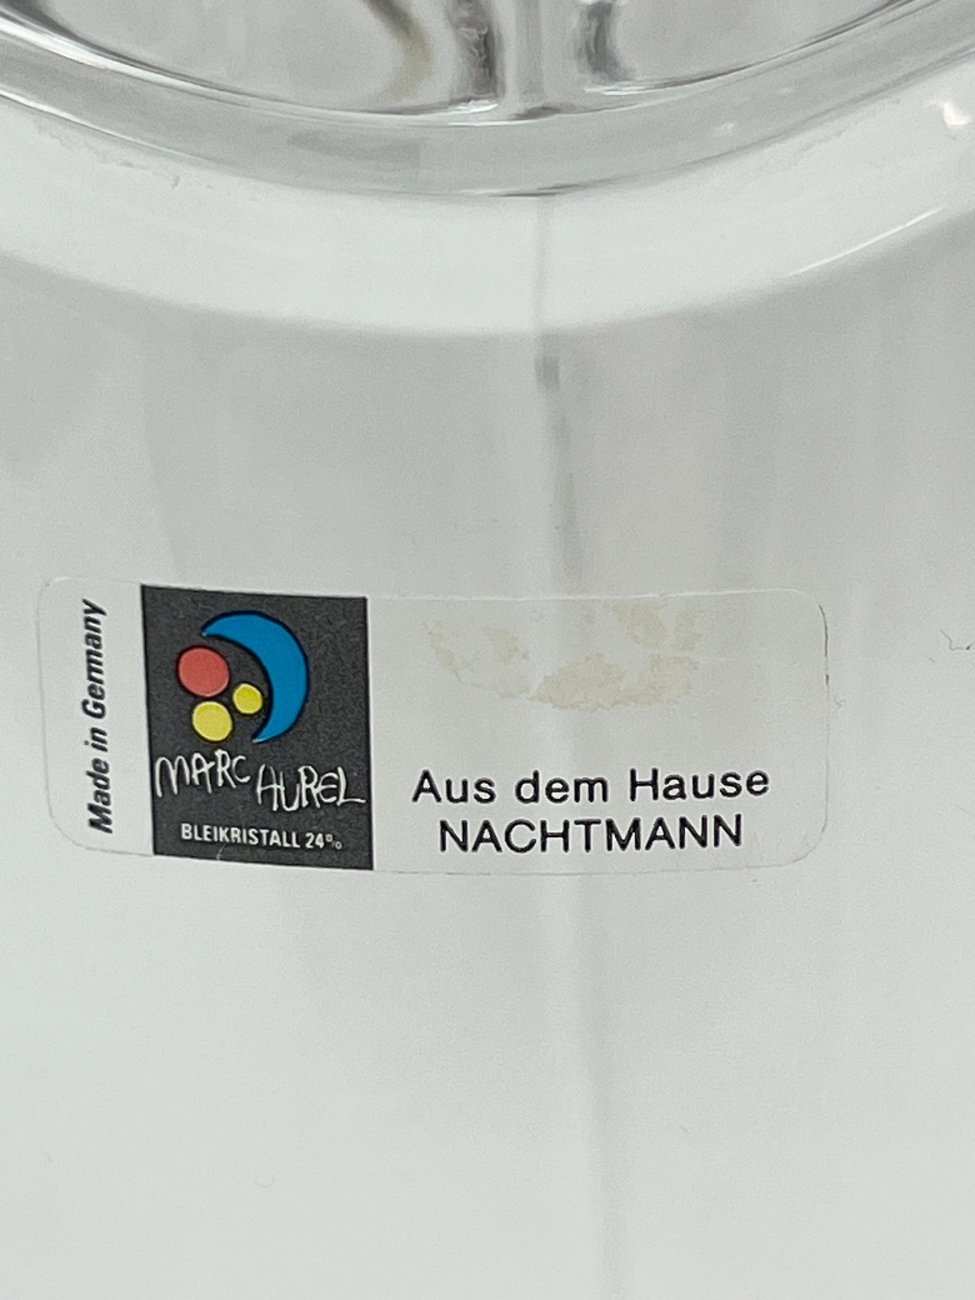 Made in Germany
MARC AUREL
BLEIKRISTALL 24%
Aus dem Hause
NACHTMANN